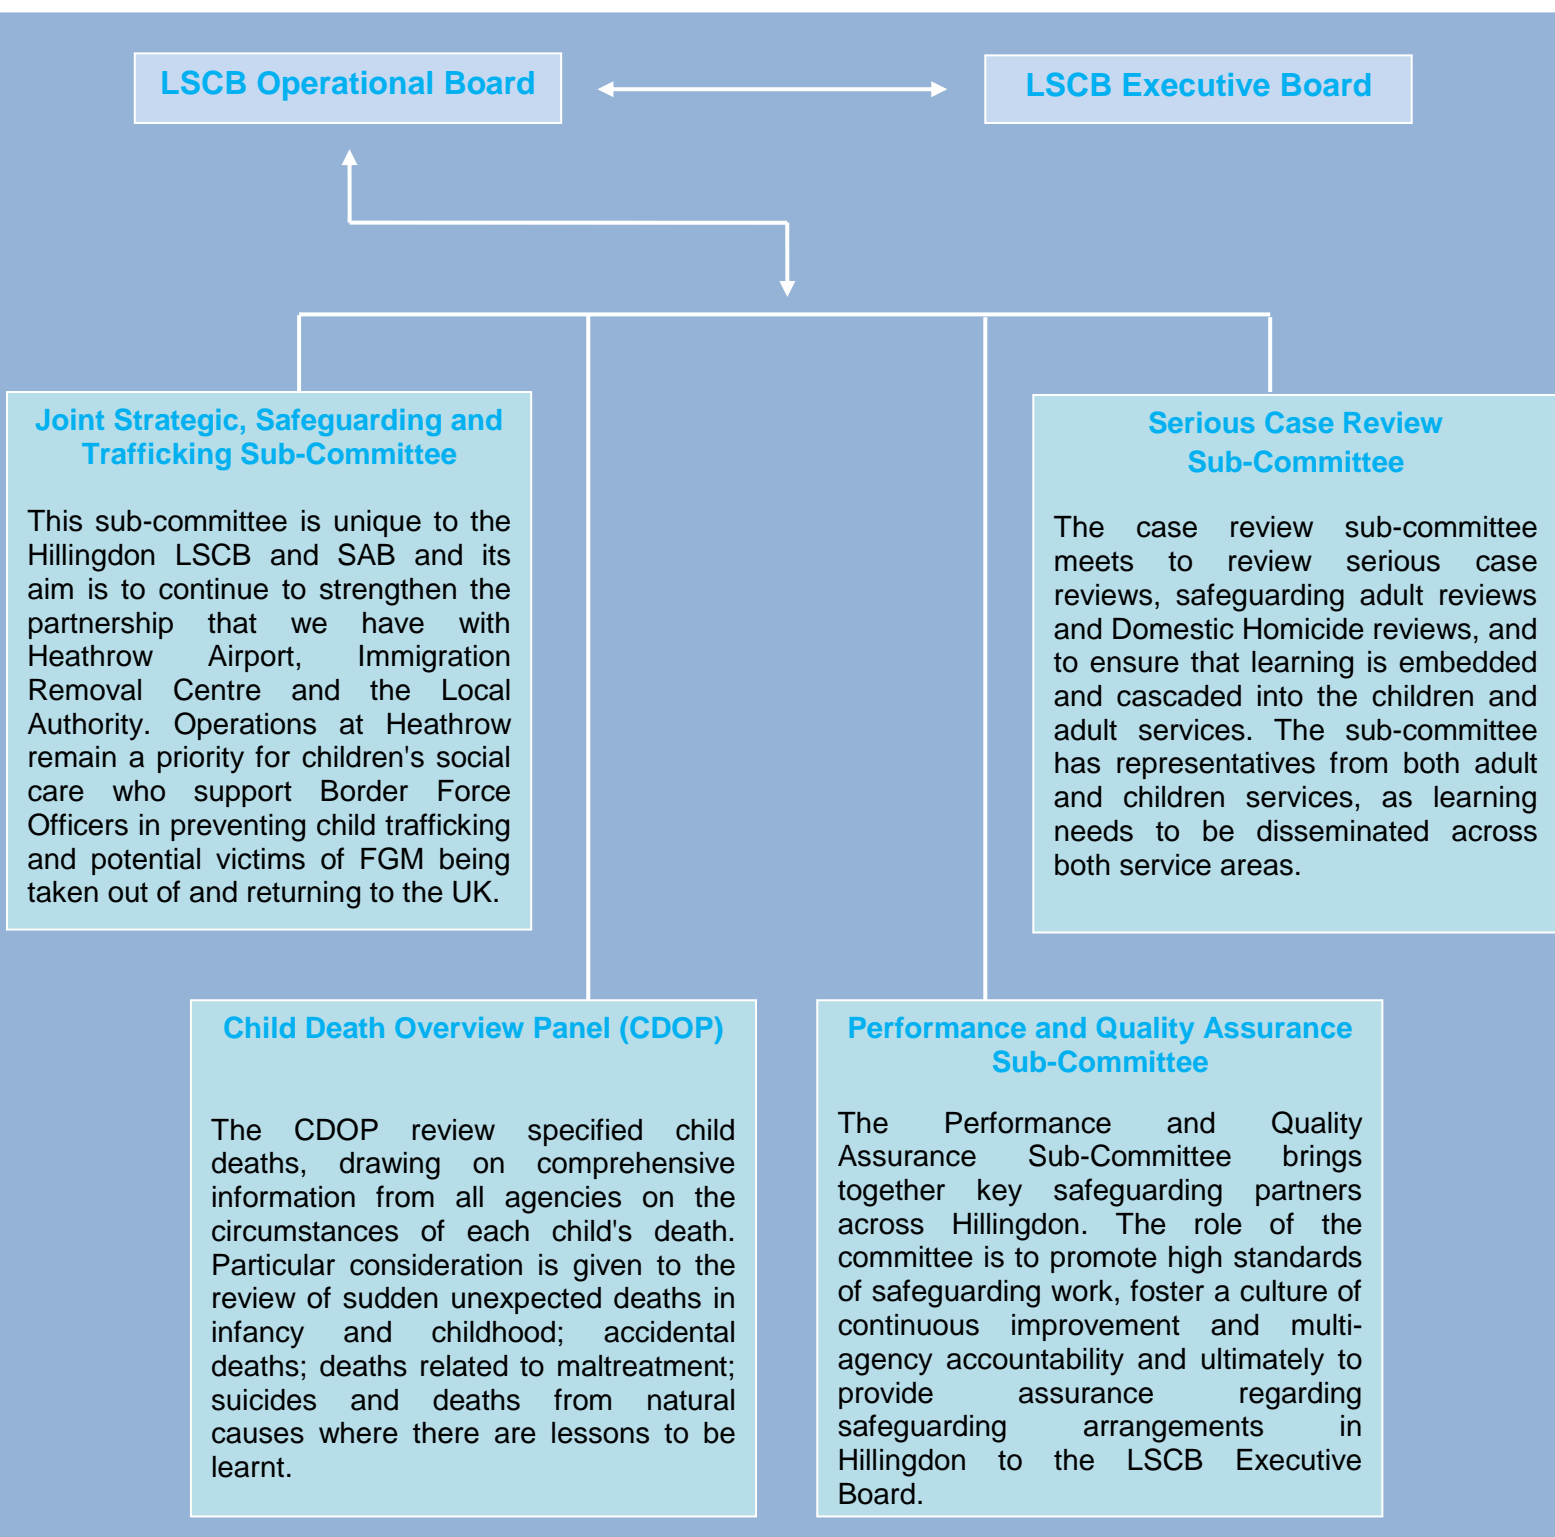 LSCB Operational Board
LSCB Executive Board
Joint Strategic, Safeguarding and
Trafficking Sub-Committee
This sub-committee is unique to the
Hillingdon LSCB and SAB and its
aim is to continue to strengthen the
partnership that we have with
Heathrow Airport, Immigration
Removal Centre and the Local
Authority. Operations at Heathrow
remain a priority for children's social
care who support Border Force
Officers in preventing child trafficking
and potential victims of FGM being
taken out of and returning to the UK.
Serious Case Review
Sub-Committee
The case review sub-committee
meets to review serious case
reviews, safeguarding adult reviews
and Domestic Homicide reviews, and
to ensure that learning is embedded
and cascaded into the children and
adult services. The sub-committee
has representatives from both adult
and children services, as learning
needs to be disseminated across
both service areas.
Child Death Overview Panel (CDOP)
The CDOP review specified child
deaths, drawing on comprehensive
information from all agencies on the
circumstances of each child's death.
Particular consideration is given to the
review of sudden unexpected deaths in
infancy and childhood; accidental
deaths; deaths related to maltreatment;
suicides and deaths from natural
causes where there are lessons to be
learnt.
Performance and Quality Assurance
Sub-Committee
The Performance and Quality
Assurance Sub-Committee brings
together key safeguarding partners
across Hillingdon. The role of the
committee is to promote high standards
of safeguarding work, foster a culture of
continuous improvement and multi-
agency accountability and ultimately to
provide assurance regarding
safeguarding arrangements in
Hillingdon to the LSCB Executive
Board.